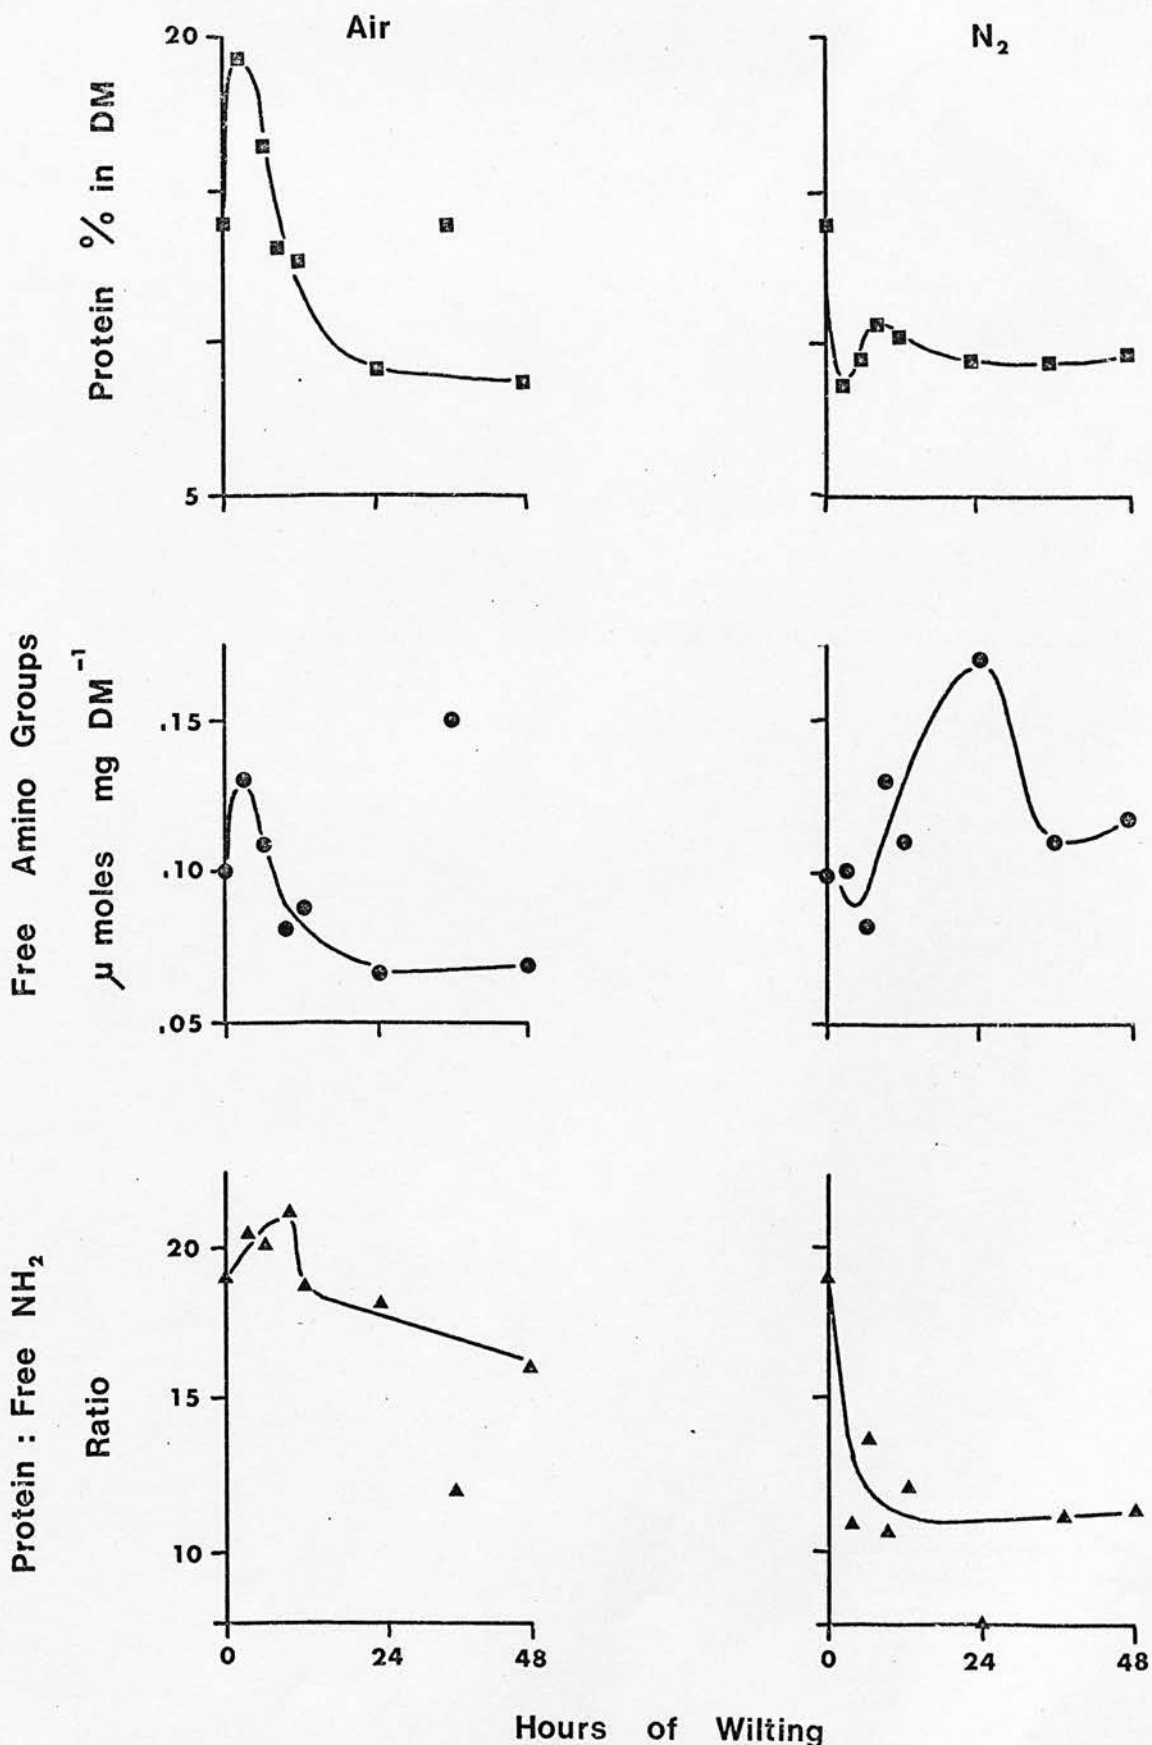 Air
N₂
20
5
Protein % in DM
.15
.10
.05
Free Amino Groups
µ moles mg DM⁻¹
20
15
10
Protein : Free NH₂
Ratio
0 24 48
0 24 48
Hours of Wilting